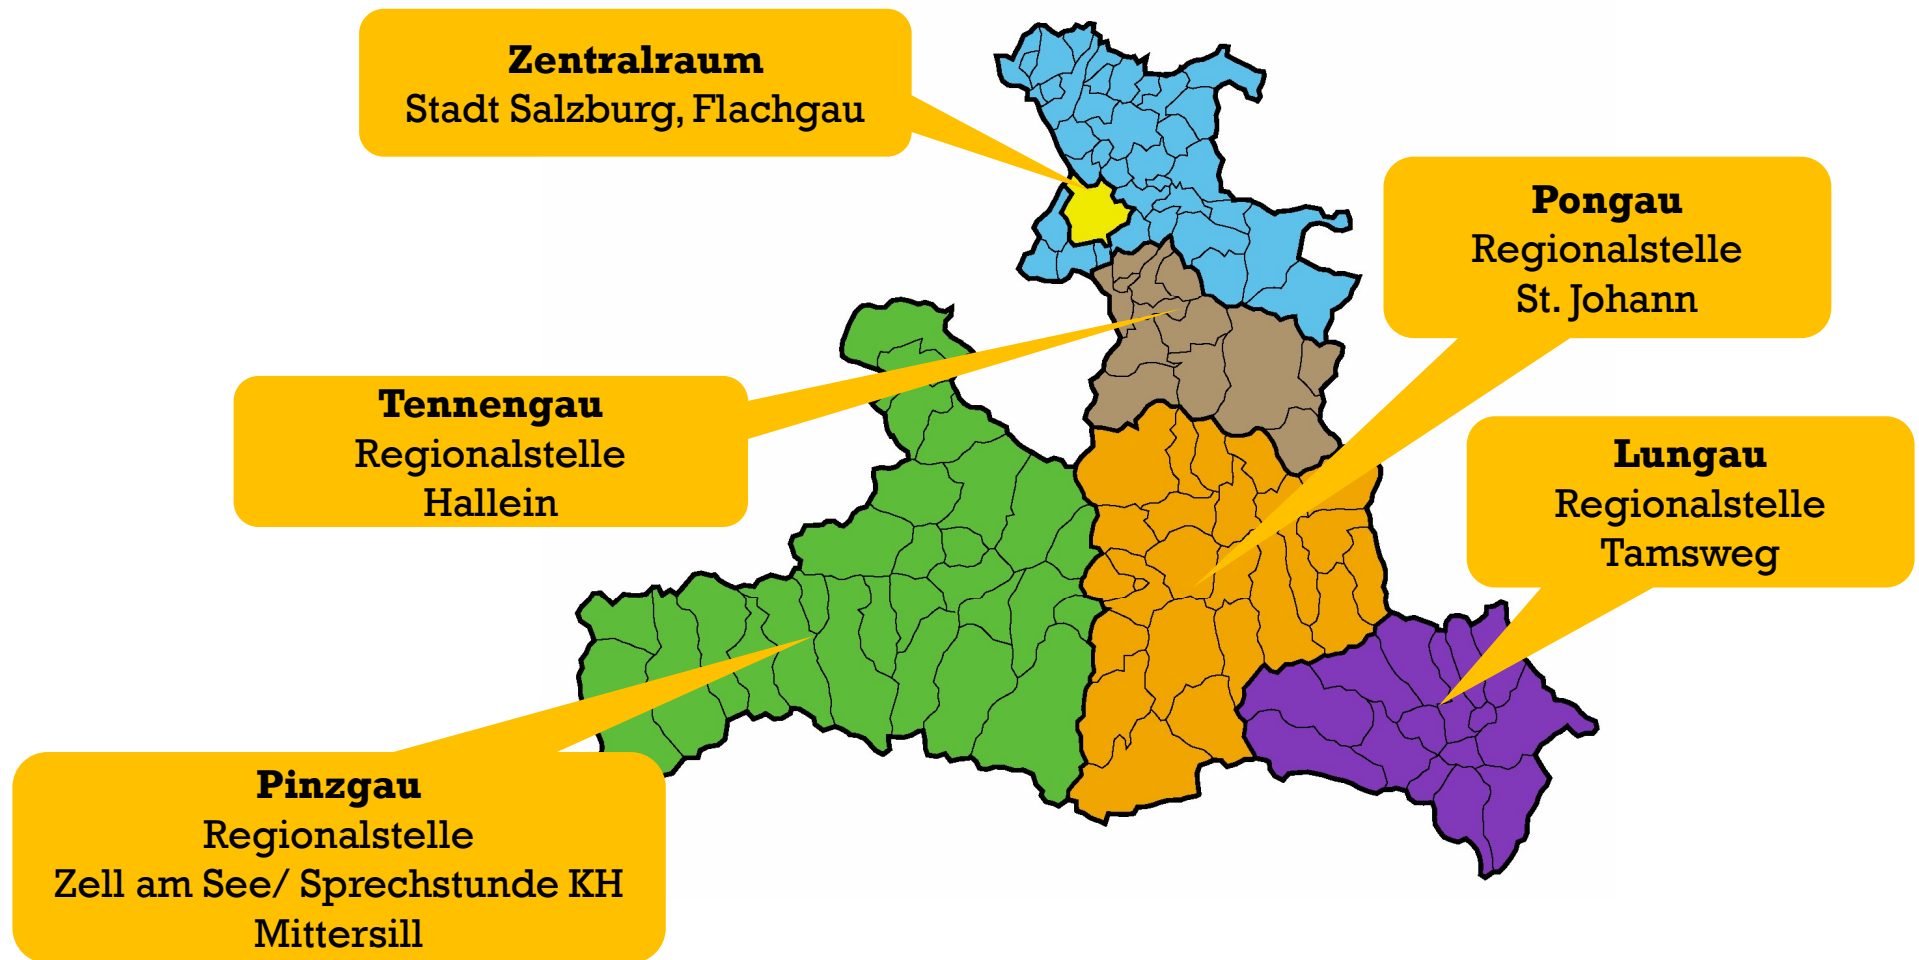 Zentralraum
Stadt Salzburg, Flachgau
Pongau
Regionalstelle
St. Johann
Tennengau
Regionalstelle
Hallein
Lungau
Regionalstelle
Tamsweg
Pinzgau
Regionalstelle
Zell am See/ Sprechstunde KH
Mittersill